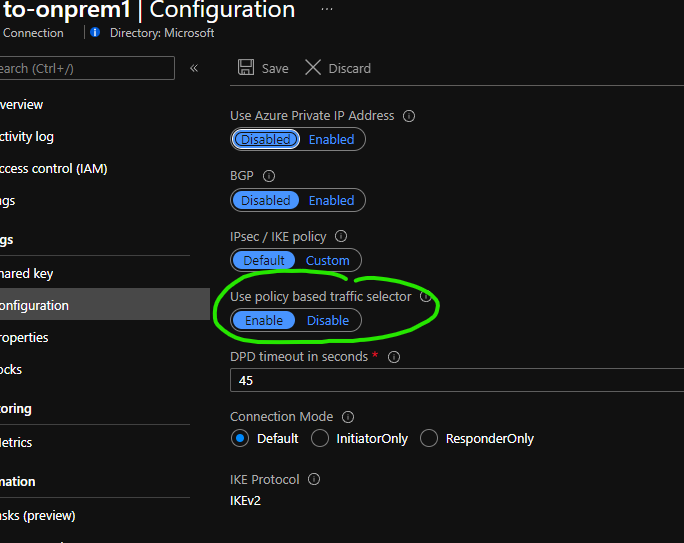 to-onprem1 | Configuration ...
Connection | Directory: Microsoft
earch (Ctrl+/) «
Save Discard
verview
ctivity log
ccess control (IAM)
gs
gs
hared key
onfiguration
roperties
ocks
oring
etrics
mation
asks (preview)
Use Azure Private IP Address
Disabled Enabled
BGP
Disabled Enabled
IPsec / IKE policy
Default Custom
Use policy based traffic selector
Enable Disable
DPD timeout in seconds *
45
Connection Mode
Default InitiatorOnly ResponderOnly
IKE Protocol
IKEv2